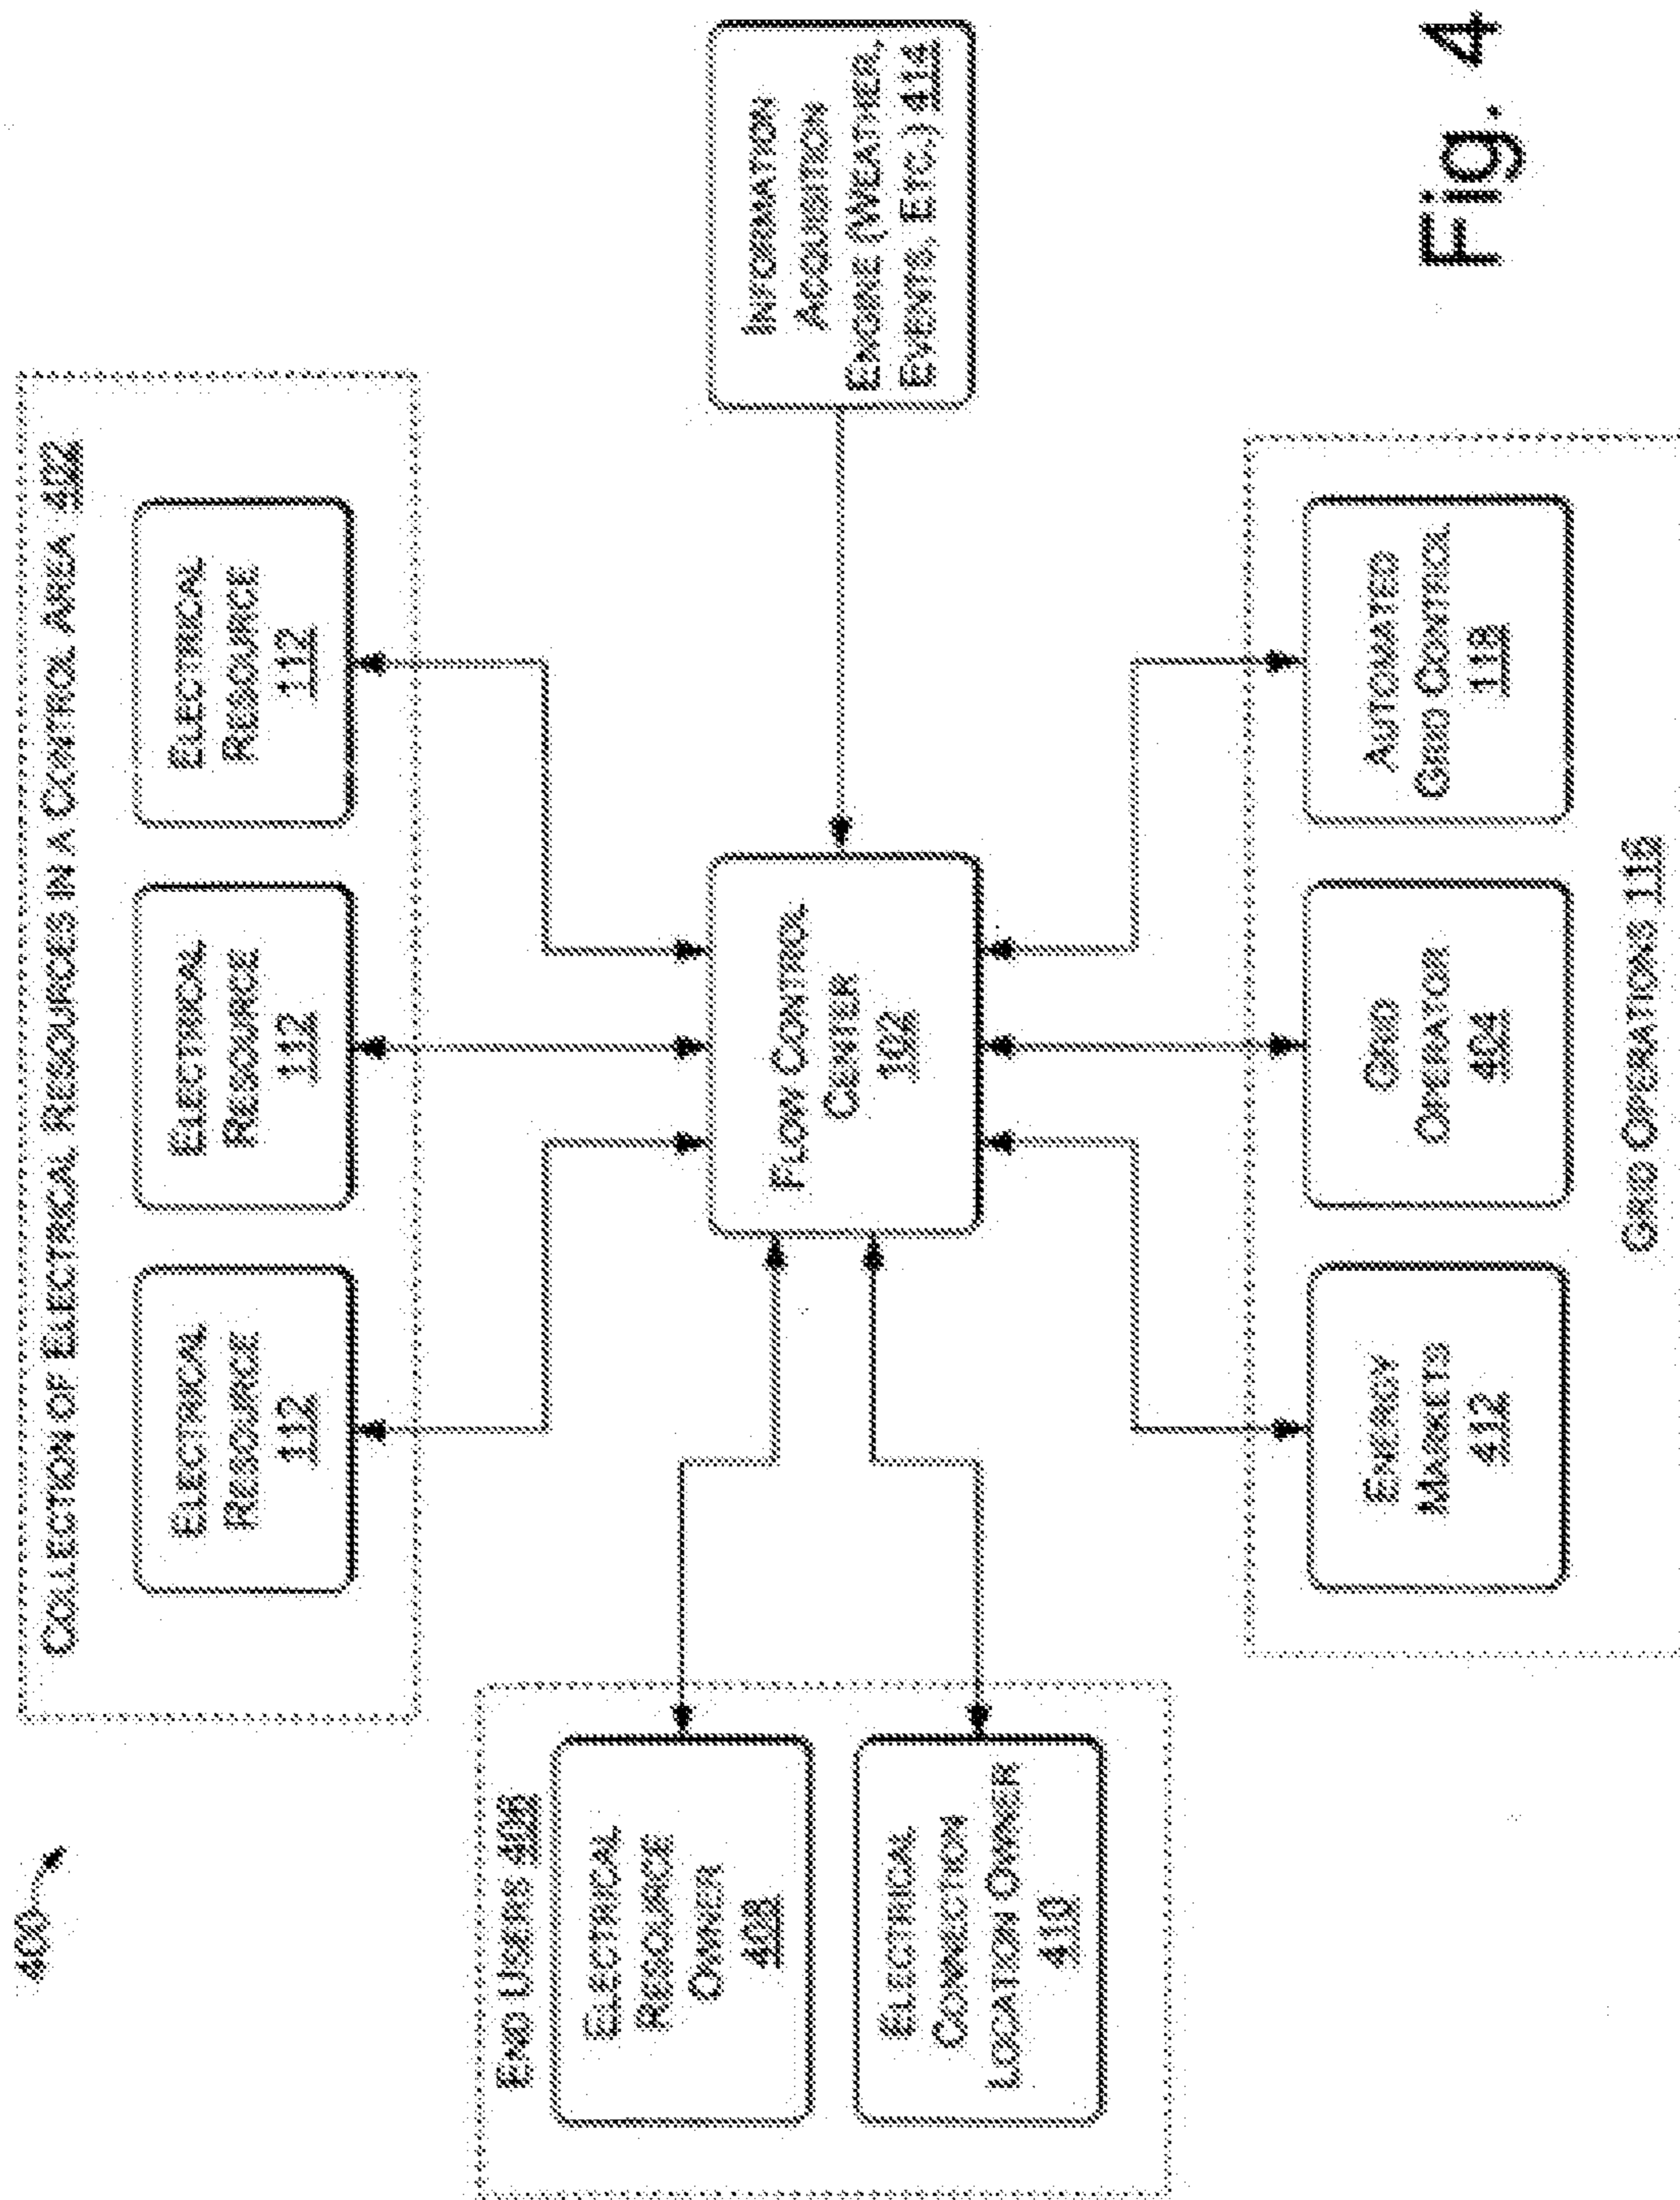 400
COLLECTION OF ELECTRICAL RESOURCES IN A CONTROL AREA 402
ELECTRICAL
RESOURCE
112
ELECTRICAL
RESOURCE
112
ELECTRICAL
RESOURCE
112
END USERS 406
ELECTRICAL
RESOURCE
OWNER
408
ELECTRICAL
CONNECTION
LOCATION OWNER
410
FLOW CONTROL
CENTER
102
INFORMATION
ACQUISITION
ENGINE (WEATHER,
EVENTS, ETC.) 414
ENERGY
MARKETS
412
GRID
OPERATOR
404
AUTOMATED
GRID CONTROL
118
GRID OPERATIONS 116
Fig. 4